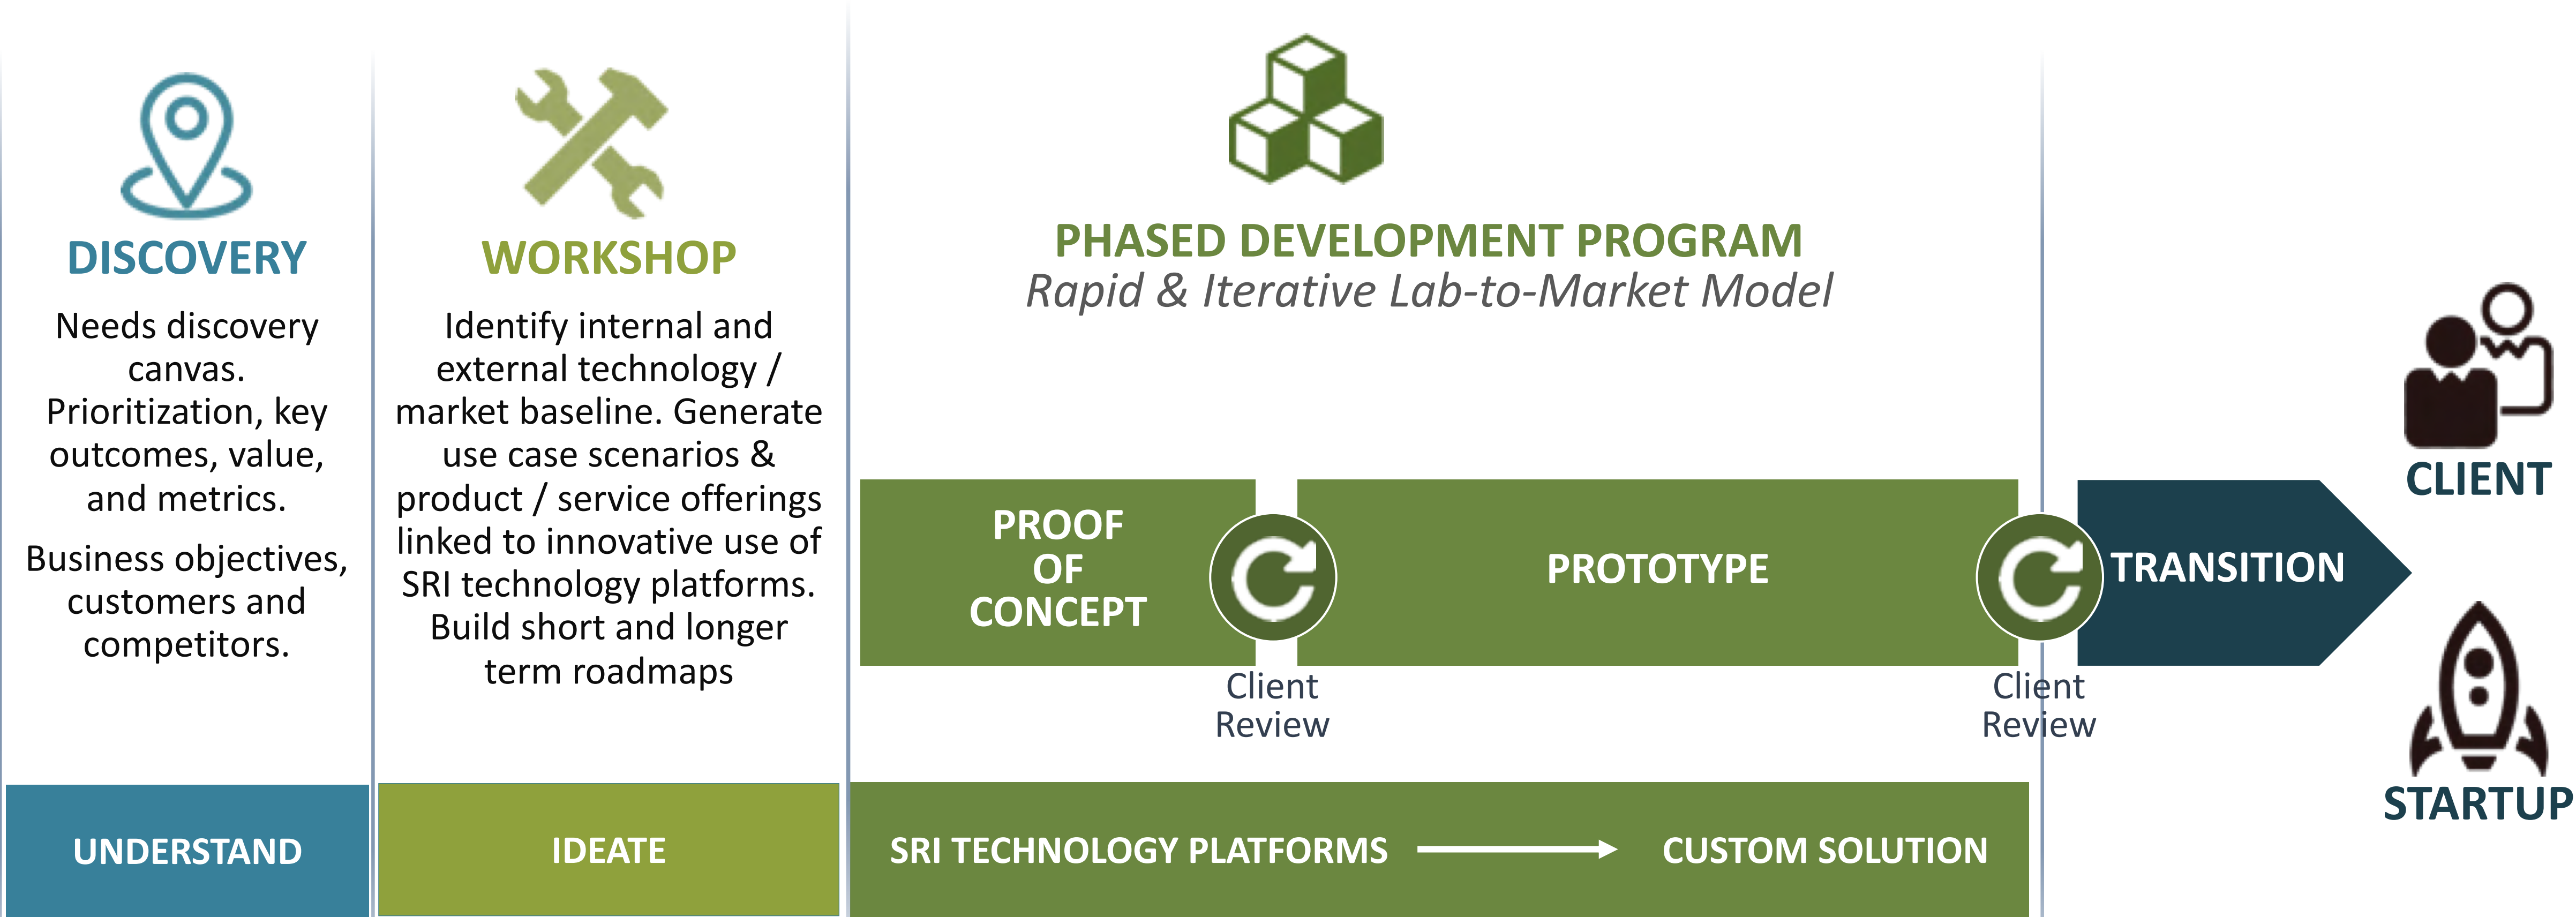 DISCOVERY
Needs discovery
canvas.
Prioritization, key
outcomes, value,
and metrics.
Business objectives,
customers and
competitors.
UNDERSTAND
WORKSHOP
Identify internal and
external technology /
market baseline. Generate
use case scenarios &
product / service offerings
linked to innovative use of
SRI technology platforms.
Build short and longer
term roadmaps
IDEATE
PHASED DEVELOPMENT PROGRAM
Rapid & Iterative Lab-to-Market Model
PROOF
OF
CONCEPT
Client
Review
PROTOTYPE
Client
Review
SRI TECHNOLOGY PLATFORMS
CUSTOM SOLUTION
TRANSITION
CLIENT
STARTUP